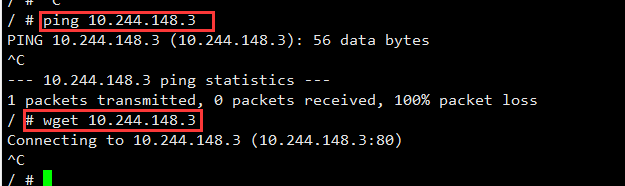 / # ^C
/ # ping 10.244.148.3
PING 10.244.148.3 (10.244.148.3): 56 data bytes
^C
--- 10.244.148.3 ping statistics ---
1 packets transmitted, 0 packets received, 100% packet loss
/ # wget 10.244.148.3
Connecting to 10.244.148.3 (10.244.148.3:80)
^C
/ #